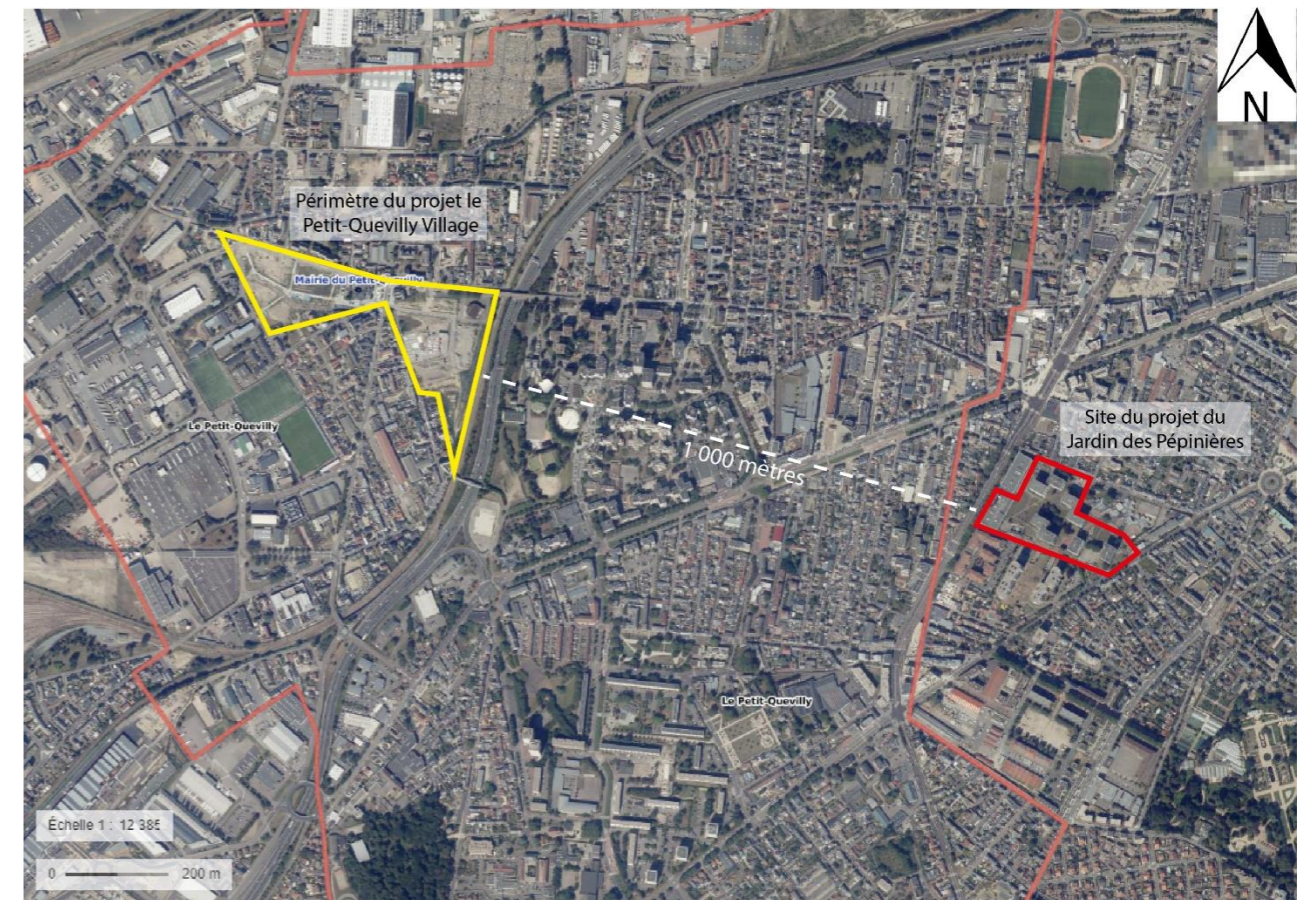 N
Périmètre du projet le
Petit-Quevilly Village
Mairie du Petit-Quevilly
Le Petit-Quevilly
1 000 mètres
Site du projet du
Jardin des Pépinières
Le Petit-Quevilly
Échelle 1 : 12 385
0 200 m